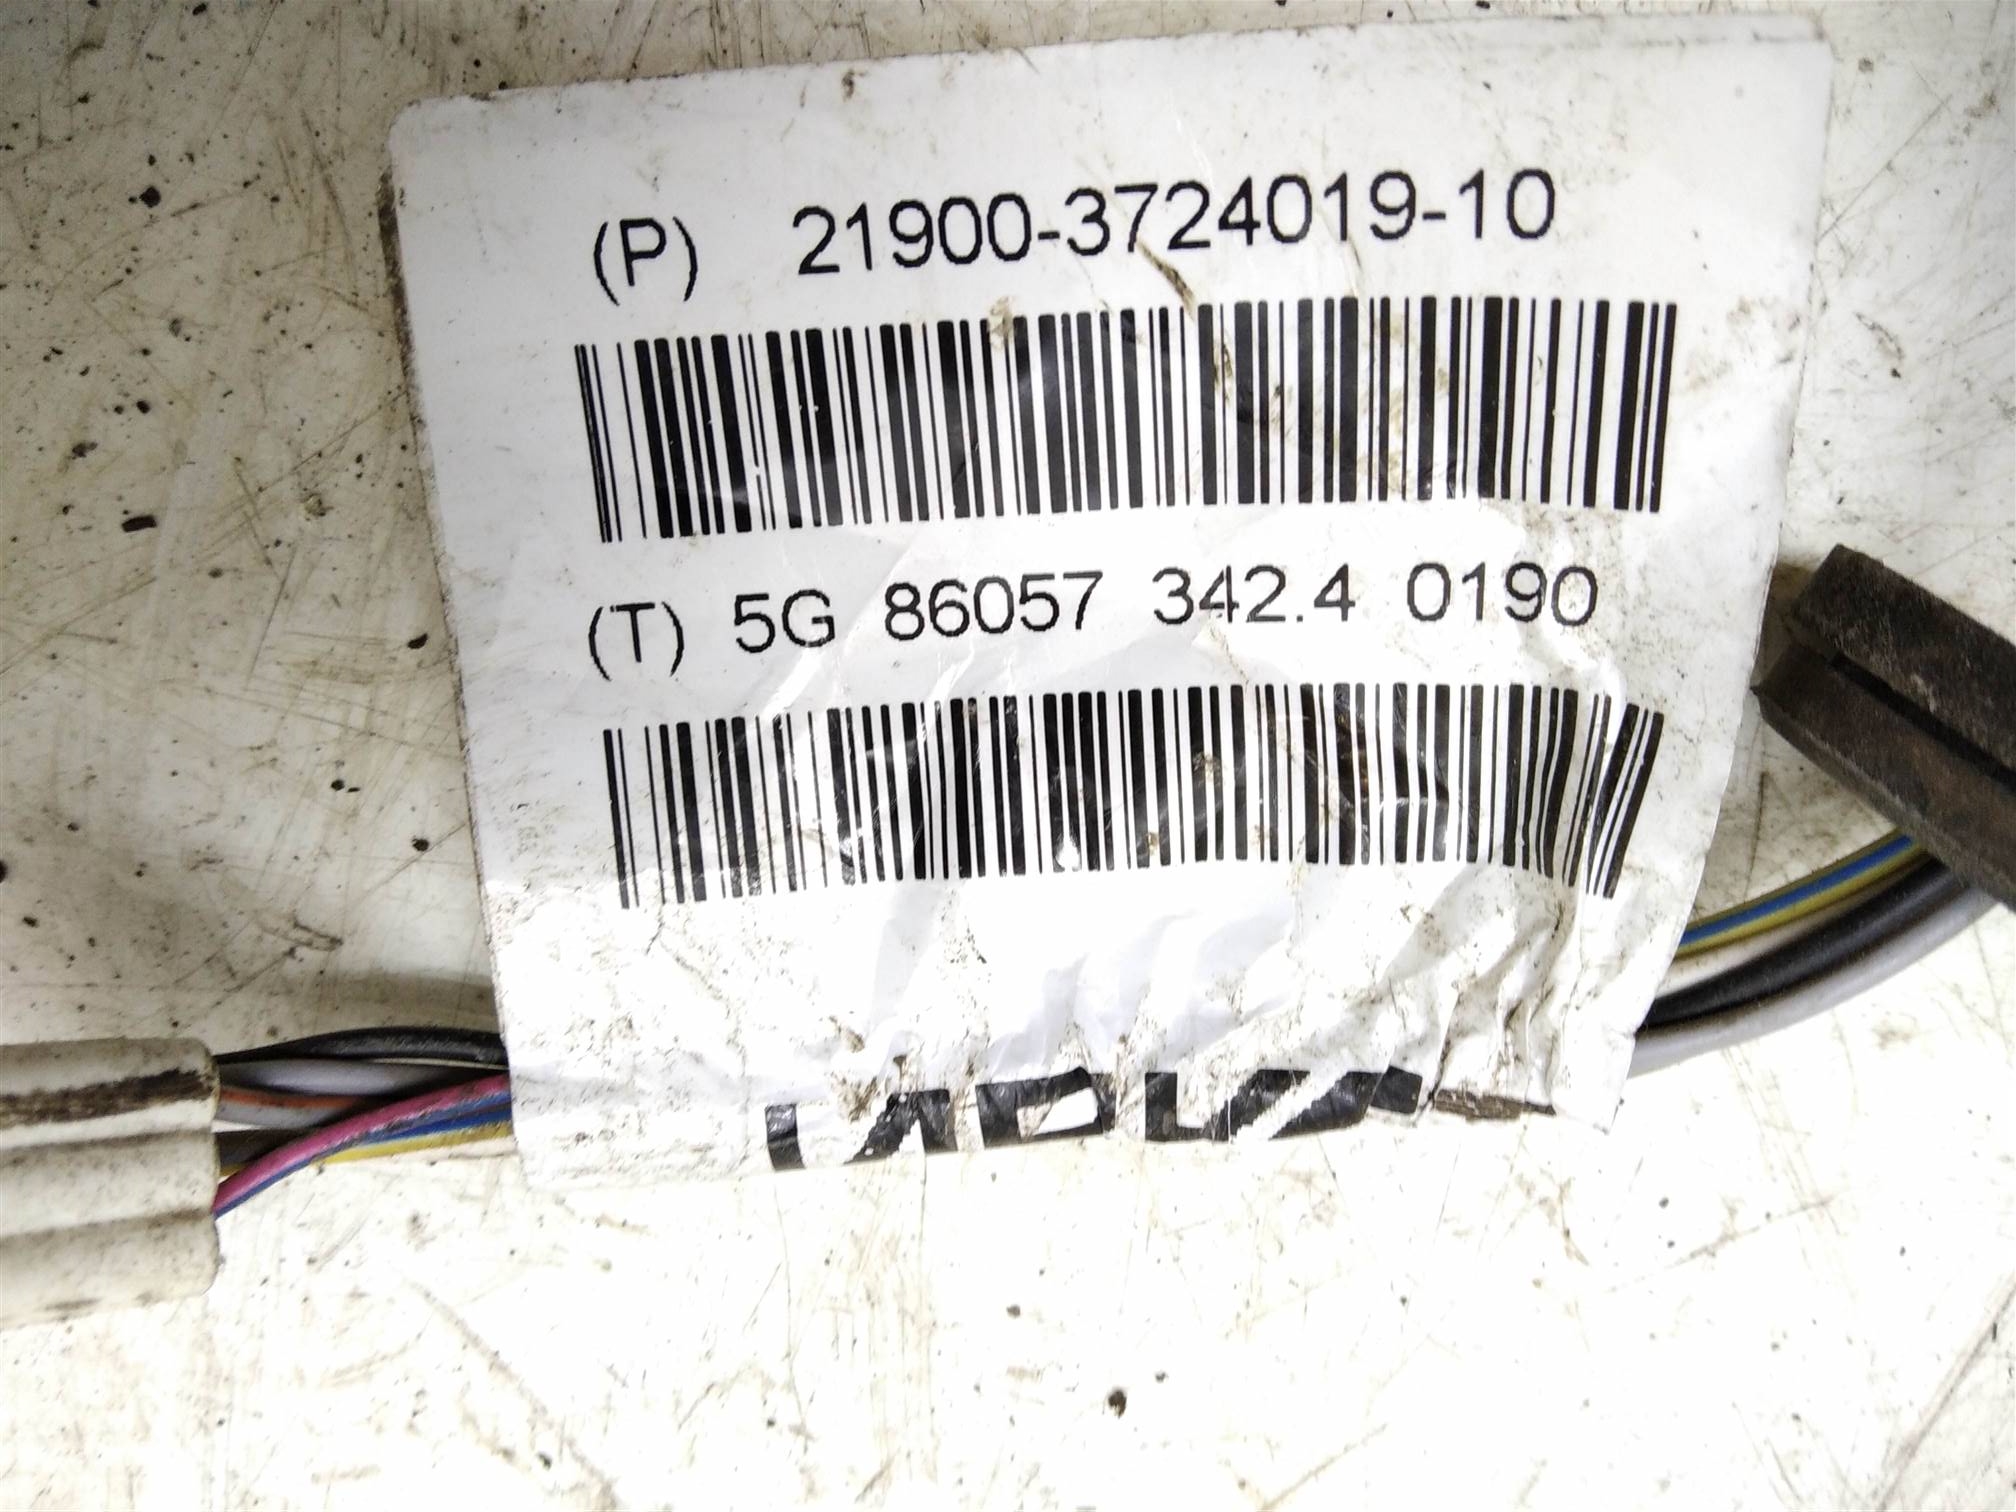 (P) 21900-3724019-10
(T) 5G 86057 342.4 0190